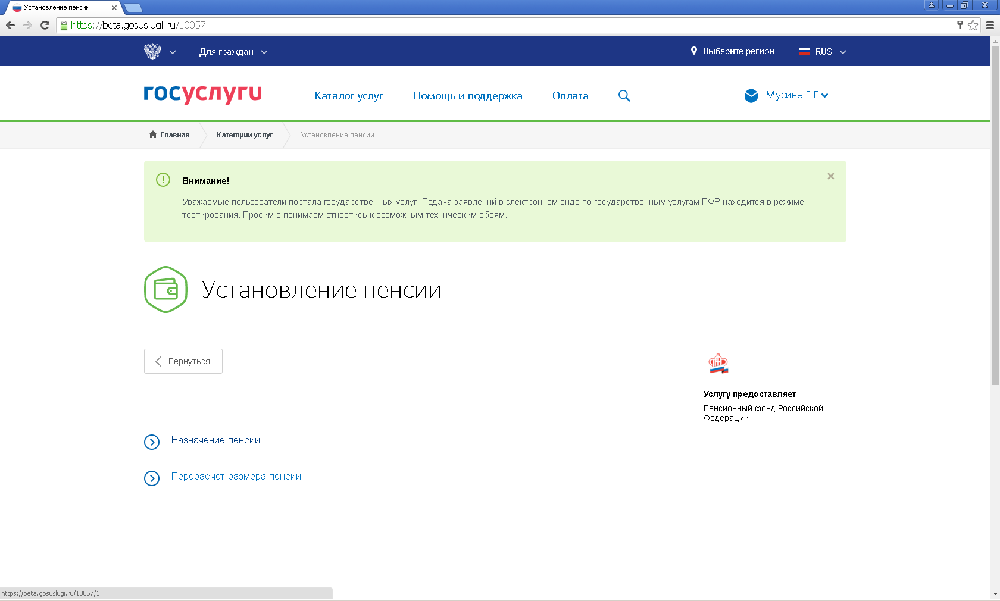 Установление пенсии
https://beta.gosuslugi.ru/10057
Для граждан
Выберите регион
RUS
госуслуги
Каталог услуг
Помощь и поддержка
Оплата
Мусина Г.Г.
Главная
Категории услуг
Установление пенсии
Внимание!
Уважаемые пользователи портала государственных услуг! Подача заявлений в электронном виде по государственным услугам ПФР находится в режиме
тестирования. Просим с понимаем отнестись к возможным техническим сбоям.
Установление пенсии
Вернуться
Услугу предоставляет
Пенсионный фонд Российской
Федерации
Назначение пенсии
Перерасчет размера пенсии
https://beta.gosuslugi.ru/10057/1